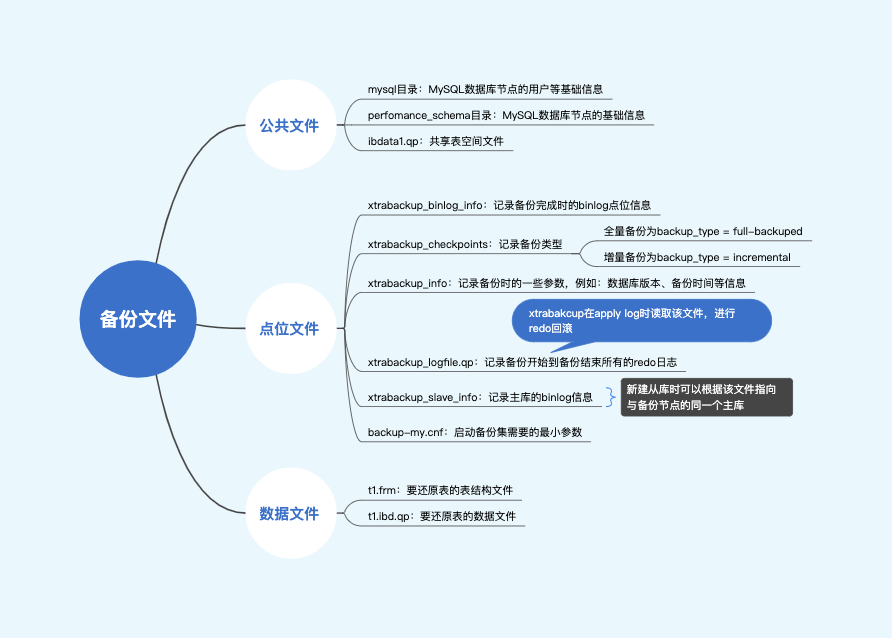 备份文件
公共文件
mysql目录：MySQL数据库节点的用户等基础信息
perfomance_schema目录：MySQL数据库节点的基础信息
ibdata1.qp：共享表空间文件
点位文件
xtrabackup_binlog_info：记录备份完成时的binlog点位信息
xtrabackup_checkpoints：记录备份类型
全量备份为backup_type = full-backuped
增量备份为backup_type = incremental
xtrabackup_info：记录备份时的一些参数，例如：数据库版本、备份时间等信息
xtrabakcup在apply log时读取该文件，进行
redo回滚
xtrabackup_logfile.qp：记录备份开始到备份结束所有的redo日志
xtrabackup_slave_info：记录主库的binlog信息
新建从库时可以根据该文件指向
与备份节点的同一个主库
backup-my.cnf：启动备份集需要的最小参数
数据文件
t1.frm：要还原表的表结构文件
t1.ibd.qp：要还原表的数据文件